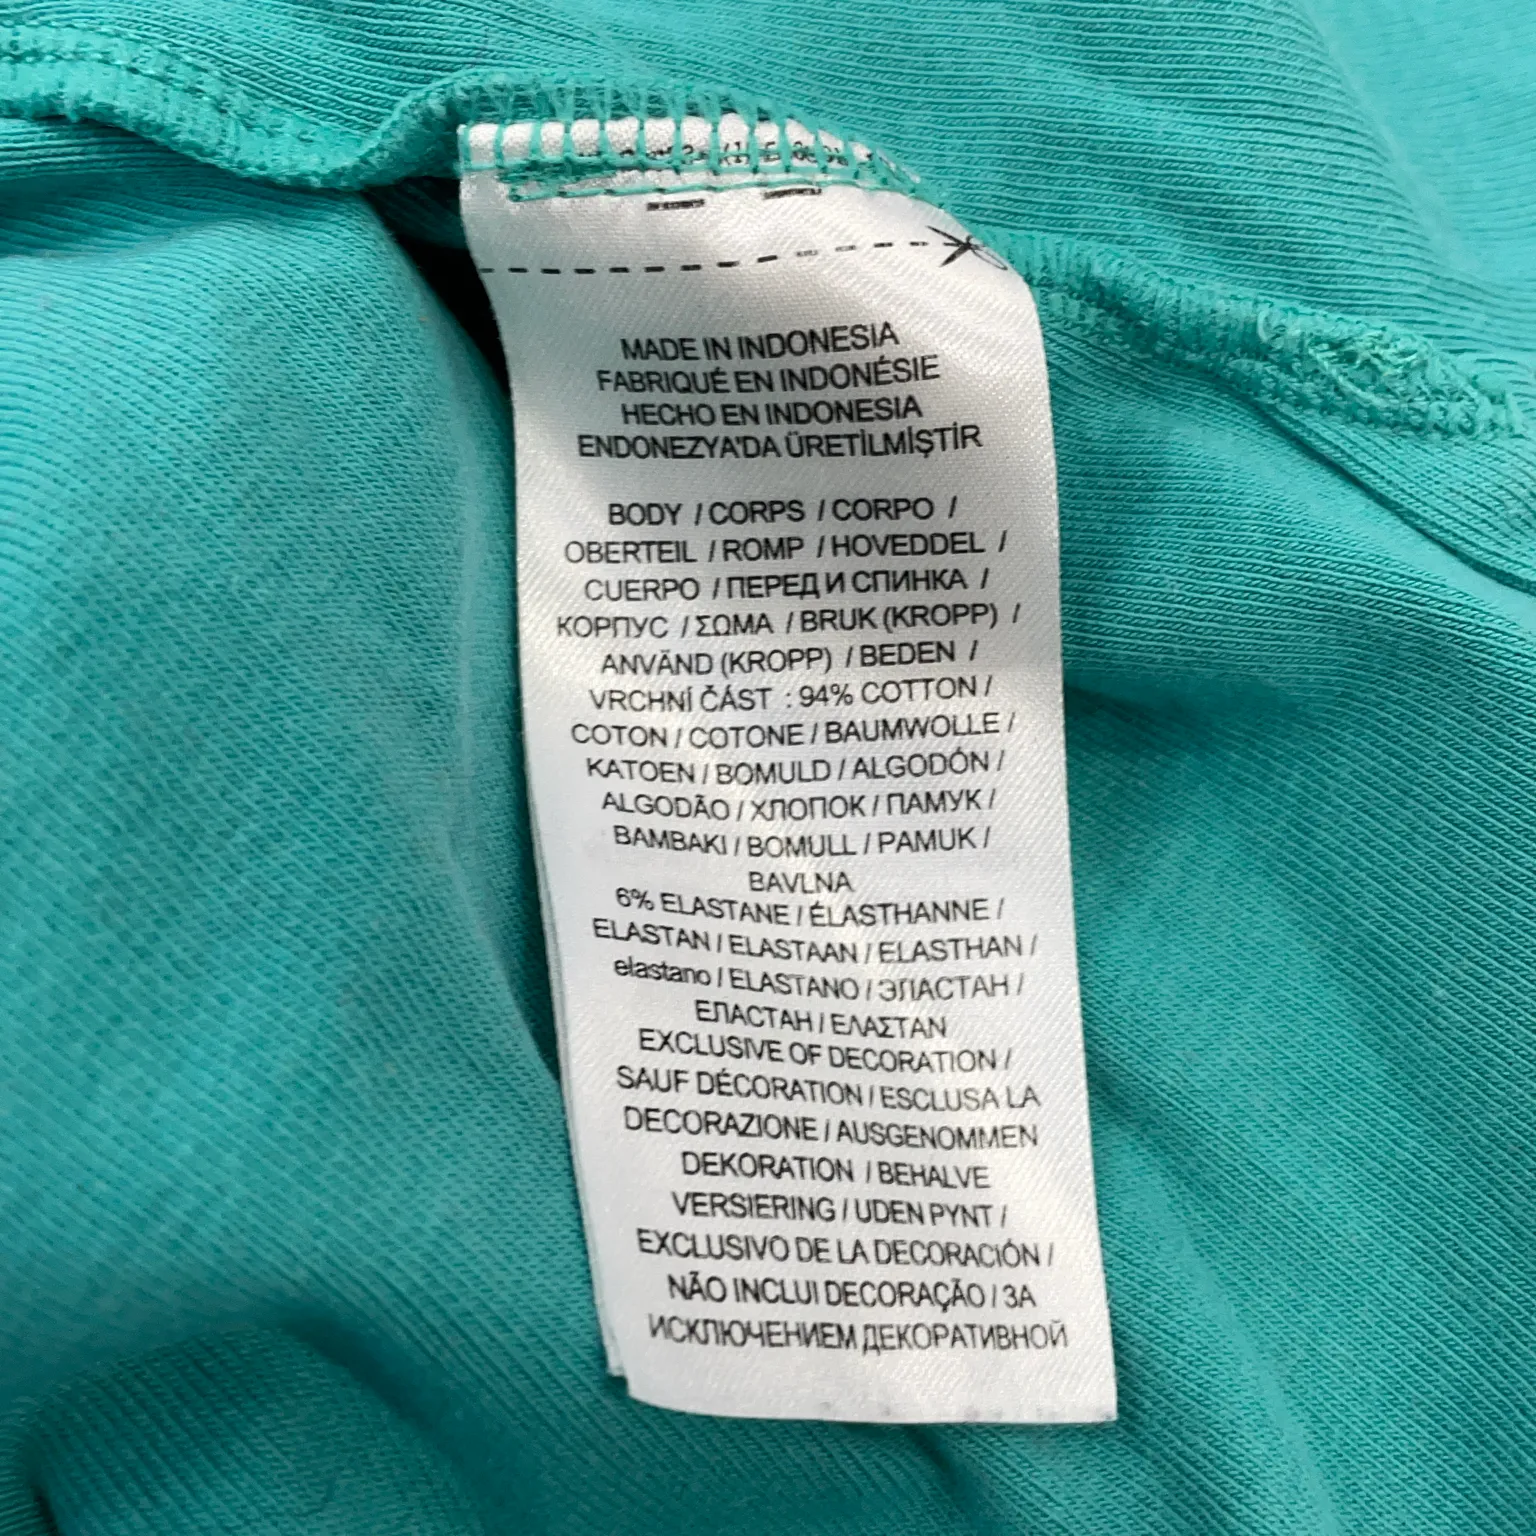 MADE IN INDONESIA
FABRIQUÉ EN INDONÉSIE
HECHO EN INDONESIA
ENDONEZYA'DA ÜRETİLMİŞTİR
BODY / CORPS / CORPO /
OBERTEIL / ROMP / HOVEDDEL /
CUERPO / ПЕРЕД И СПИНКА /
КОРПУС / ΣΩΜΑ / BRUK (KROPP) /
ANVÄND (KROPP) / BEDEN /
VRCHNÍ ČÁST : 94% COTTON /
COTON / COTONE / BAUMWOLLE /
KATOEN / BOMULD / ALGODÓN /
ALGODÃO / ХЛОПОК / ПАМУК /
ΒΑΜΒΑΚΙ / BOMULL / PAMUK /
BAVLNA
6% ELASTANE / ÉLASTHANNE /
ELASTAN / ELASTAAN / ELASTHAN /
elastano / ELASTANO / ЭЛАСТАН /
ЕЛАСТАН / ΕΛΑΣΤΑΝ
EXCLUSIVE OF DECORATION /
SAUF DÉCORATION / ESCLUSA LA
DECORAZIONE / AUSGENOMMEN
DEKORATION / BEHALVE
VERSIERING / UDEN PYNT /
EXCLUSIVO DE LA DECORACIÓN /
NÃO INCLUI DECORAÇÃO / ЗА
ИСКЛЮЧЕНИЕМ ДЕКОРАТИВНОЙ